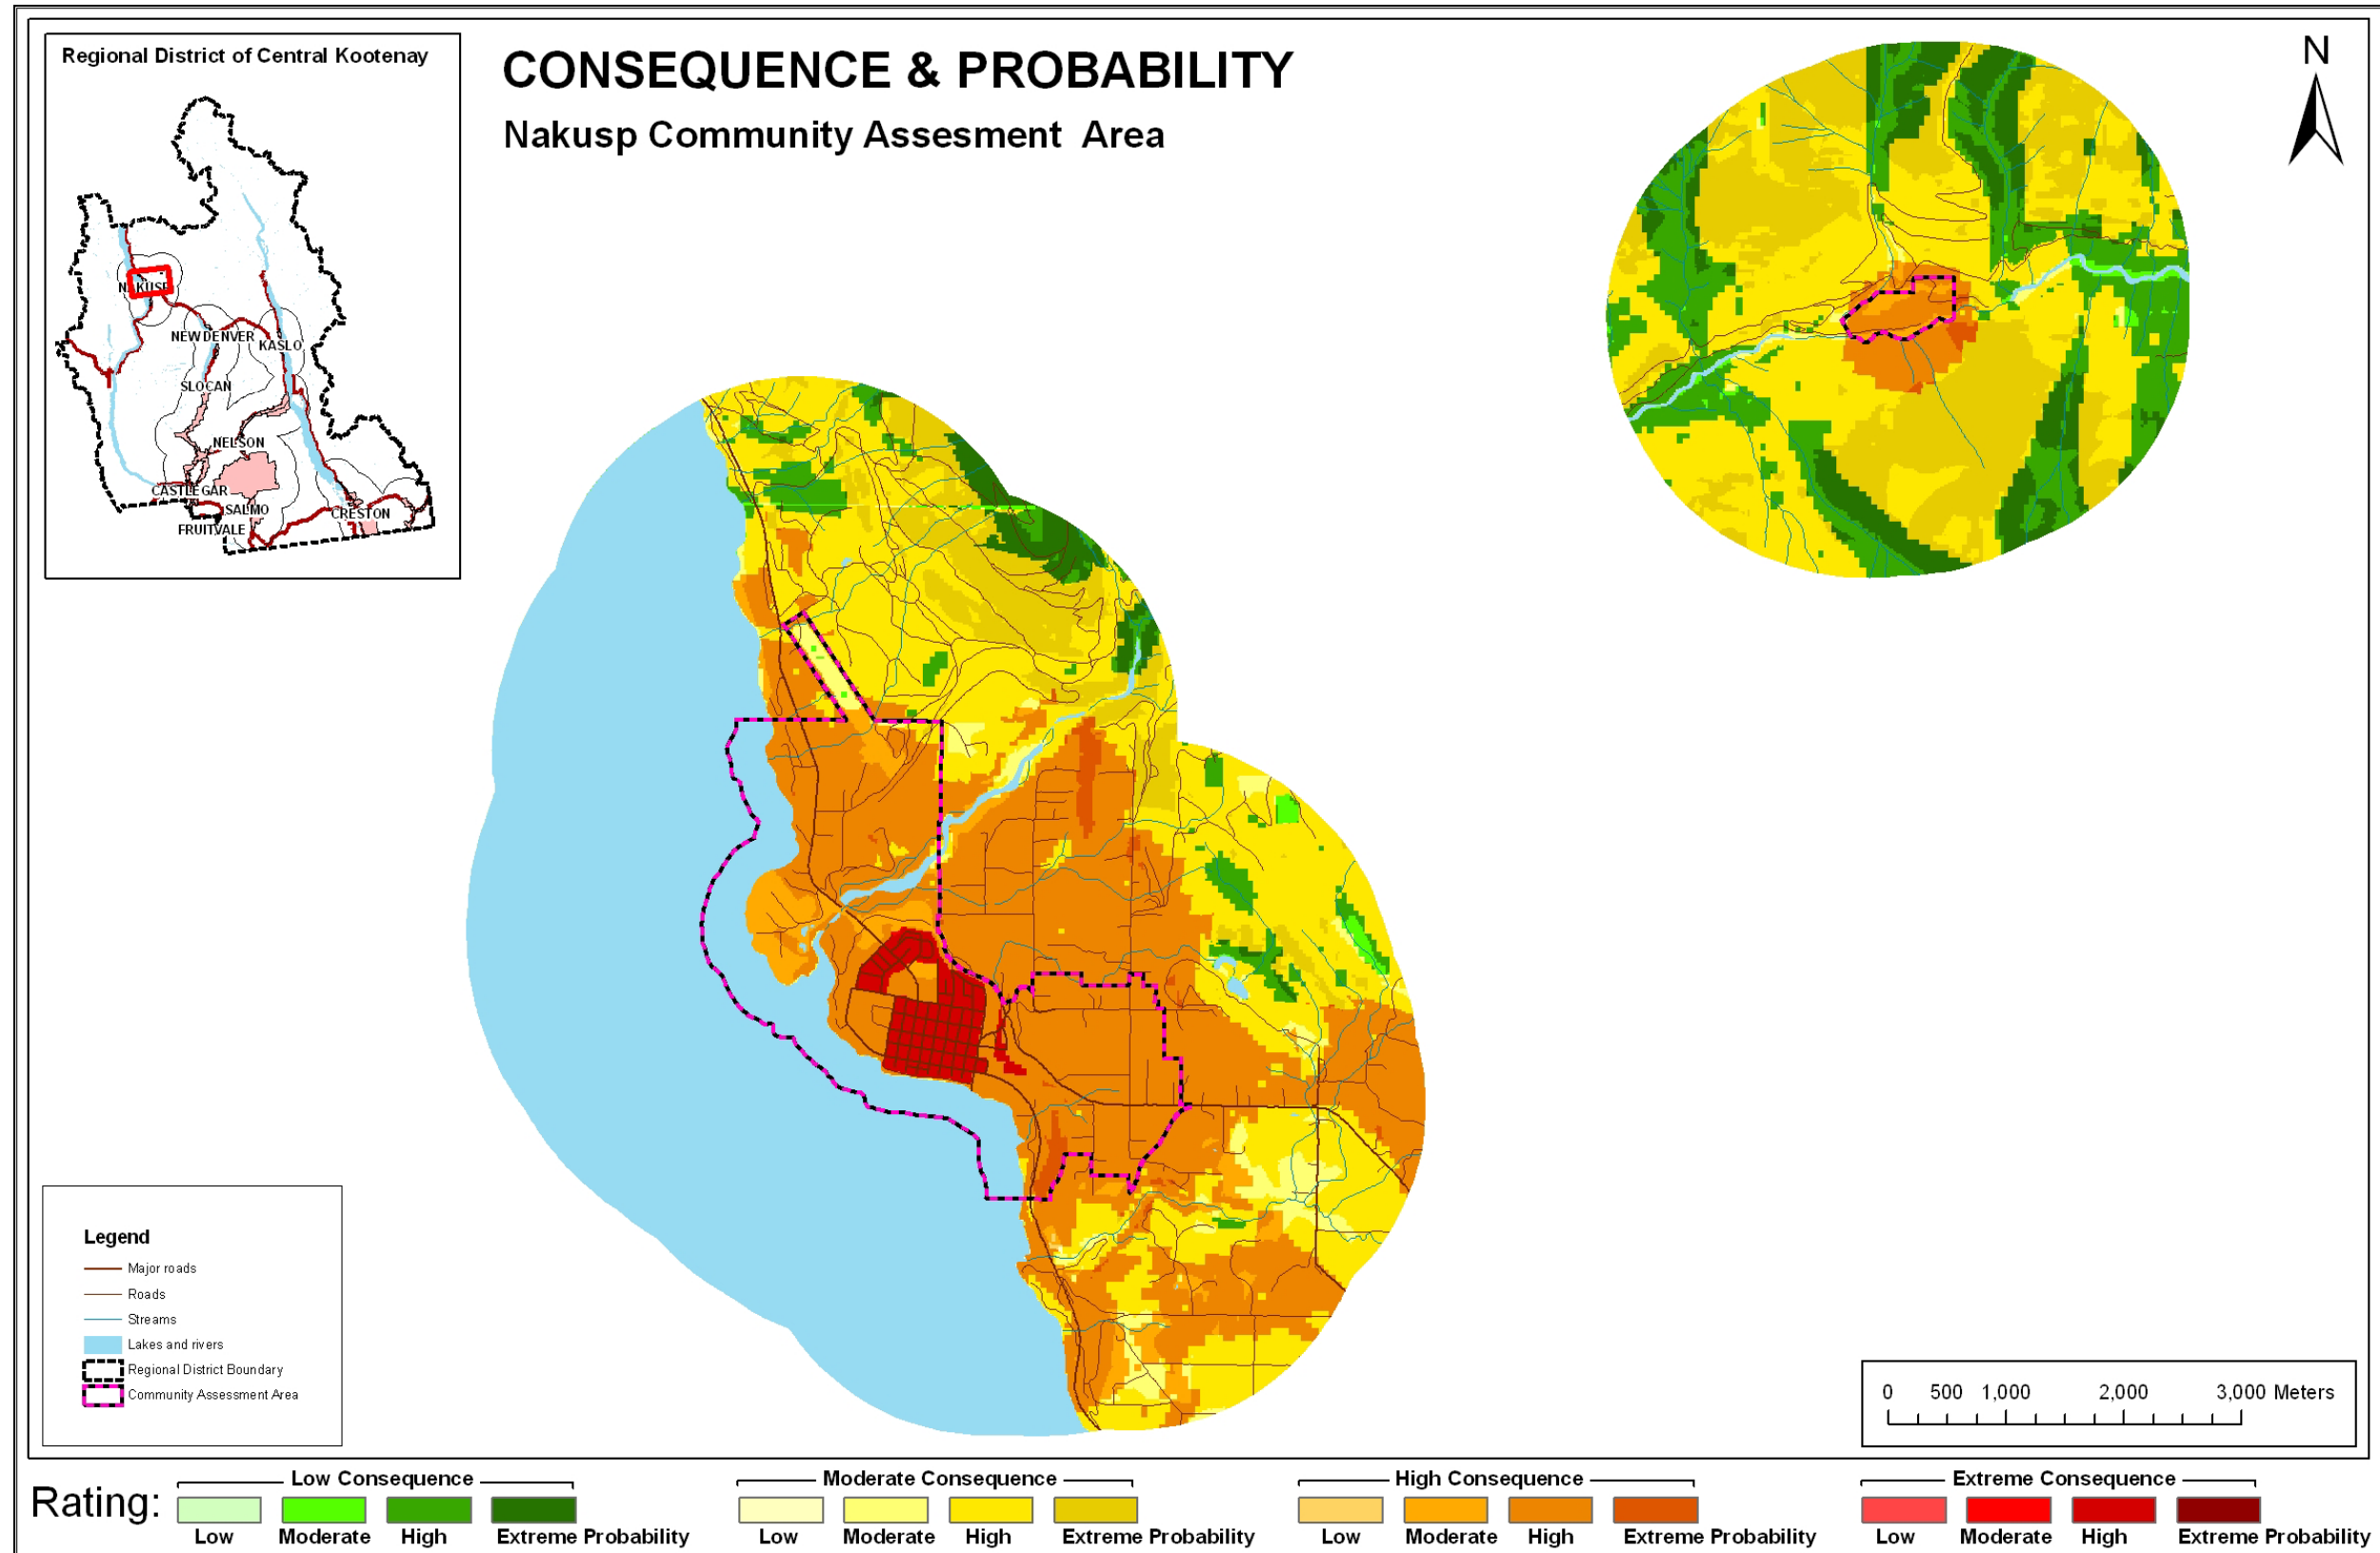 Regional District of Central Kootenay
NAKUSP
NEW DENVER
KASLO
SLOCAN
NELSON
CASTLEGAR
SALMO
CRESTON
FRUITVALE
CONSEQUENCE & PROBABILITY
Nakusp Community Assesment Area
N
Legend
Major roads
Roads
Streams
Lakes and rivers
Regional District Boundary
Community Assessment Area
0 500 1,000 2,000 3,000 Meters
Rating:
Low Consequence
Low Moderate High Extreme Probability
Moderate Consequence
Low Moderate High Extreme Probability
High Consequence
Low Moderate High Extreme Probability
Extreme Consequence
Low Moderate High Extreme Probability